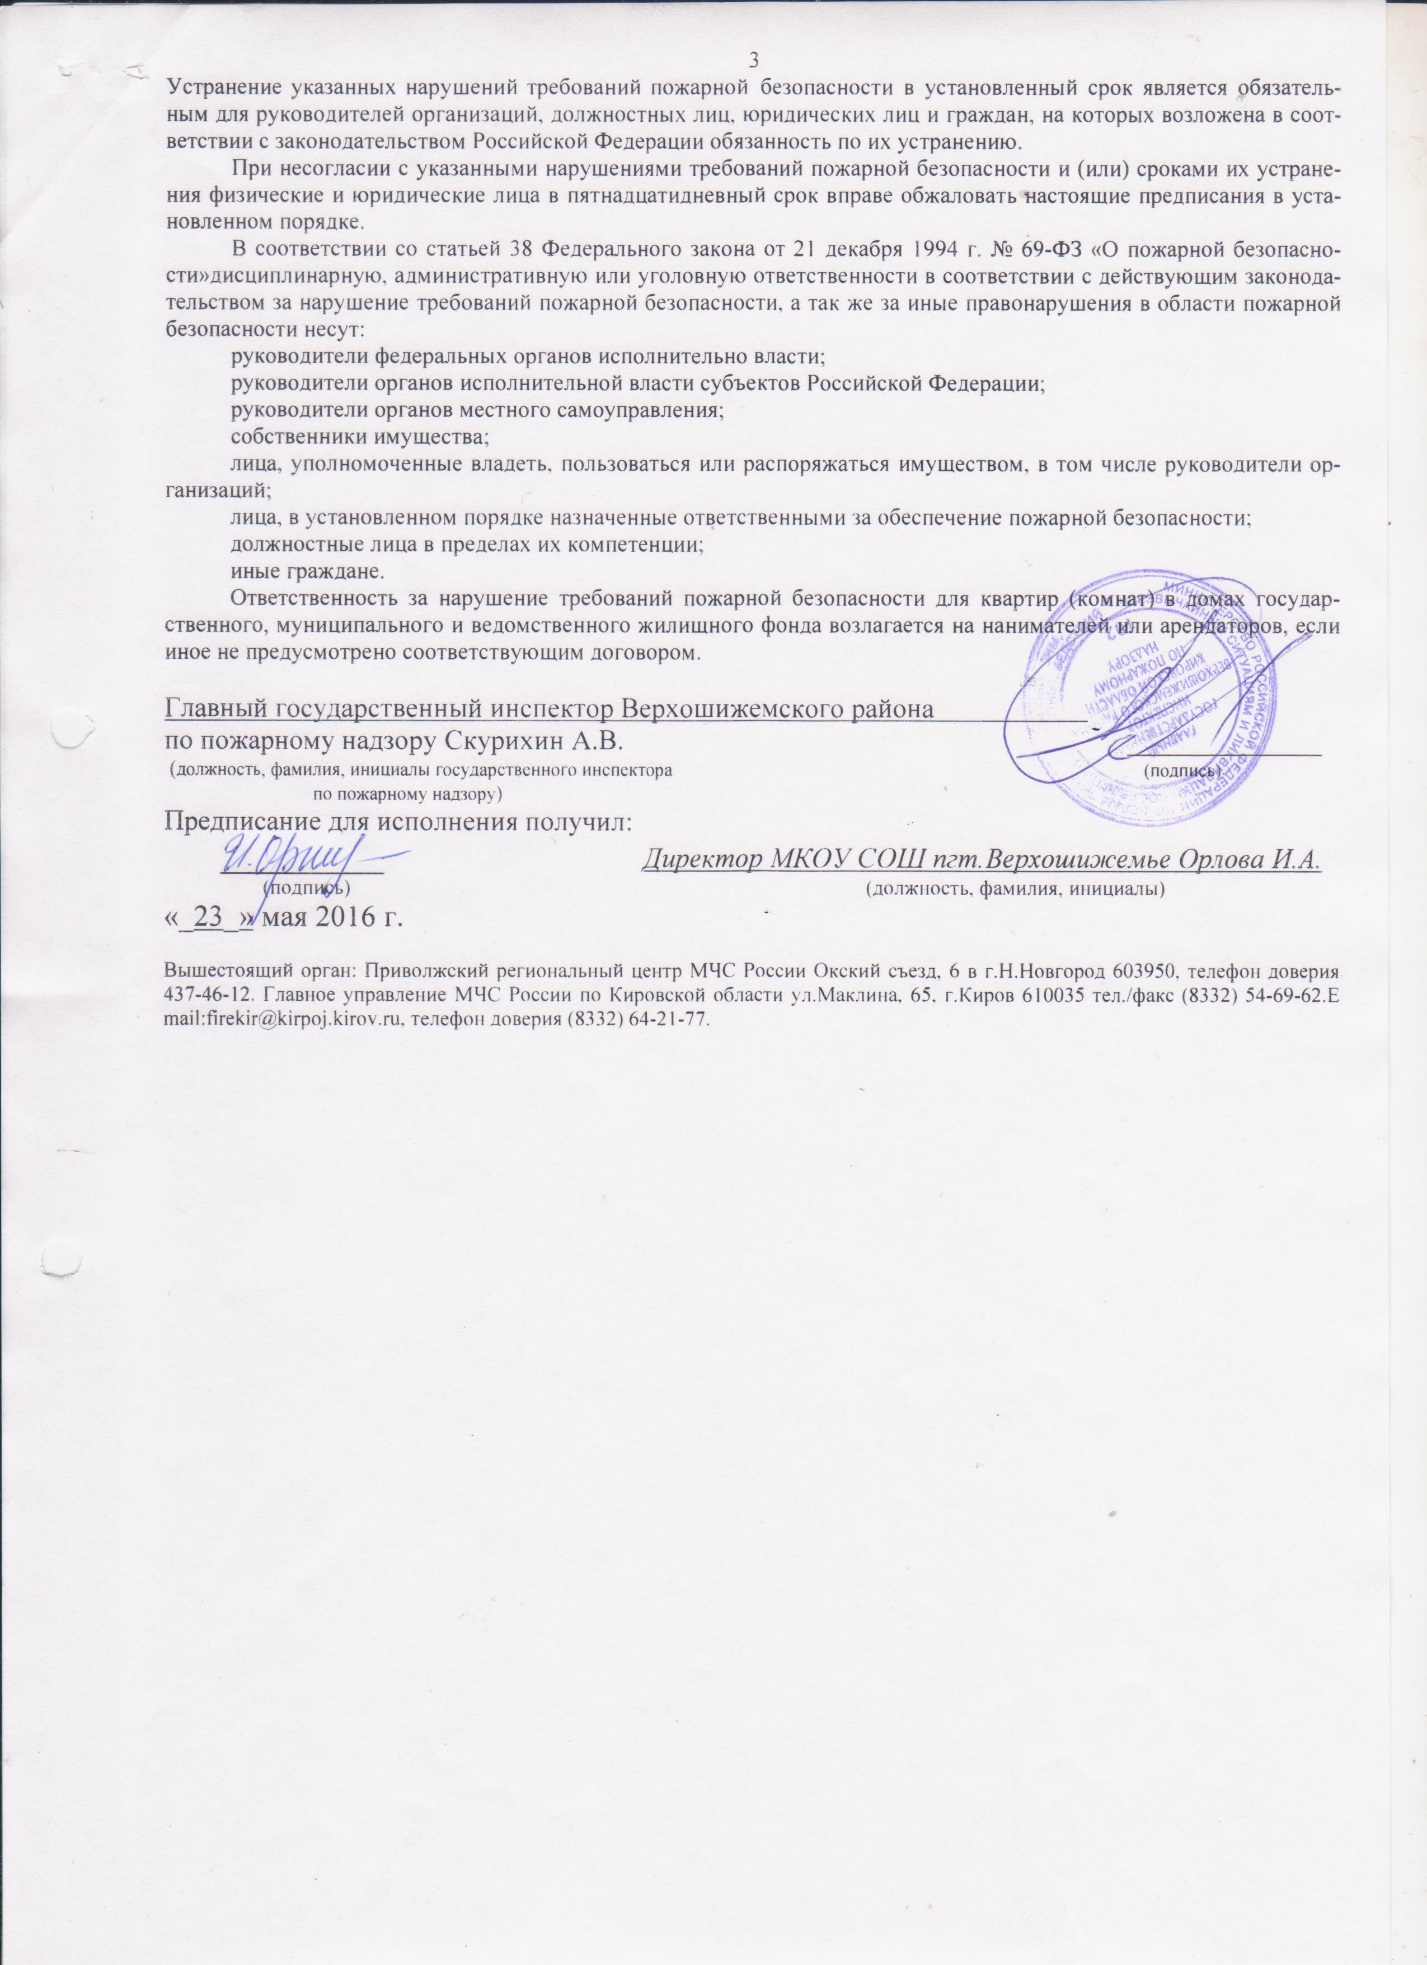 3
Устранение указанных нарушений требований пожарной безопасности в установленный срок является обязатель-
ным для руководителей организаций, должностных лиц, юридических лиц и граждан, на которых возложена в соот-
ветствии с законодательством Российской Федерации обязанность по их устранению.
При несогласии с указанными нарушениями требований пожарной безопасности и (или) сроками их устране-
ния физические и юридические лица в пятнадцатидневный срок вправе обжаловать настоящие предписания в уста-
новленном порядке.
В соответствии со статьей 38 Федерального закона от 21 декабря 1994 г. № 69-ФЗ «О пожарной безопасно-
сти»дисциплинарную, административную или уголовную ответственности в соответствии с действующим законода-
тельством за нарушение требований пожарной безопасности, а так же за иные правонарушения в области пожарной
безопасности несут:
руководители федеральных органов исполнительно власти;
руководители органов исполнительной власти субъектов Российской Федерации;
руководители органов местного самоуправления;
собственники имущества;
лица, уполномоченные владеть, пользоваться или распоряжаться имуществом, в том числе руководители ор-
ганизаций;
лица, в установленном порядке назначенные ответственными за обеспечение пожарной безопасности;
должностные лица в пределах их компетенции;
иные граждане.
Ответственность за нарушение требований пожарной безопасности для квартир (комнат) в домах государ-
ственного, муниципального и ведомственного жилищного фонда возлагается на нанимателей или арендаторов, если
иное не предусмотрено соответствующим договором.
Главный государственный инспектор Верхошижемского района
по пожарному надзору Скурихин А.В.
(должность, фамилия, инициалы государственного инспектора (подпись)
по пожарному надзору)
Предписание для исполнения получил:
Директор МКОУ СОШ пгт.Верхошижемье Орлова И.А.
(подпись) (должность, фамилия, инициалы)
«_23_» мая 2016 г.
Вышестоящий орган: Приволжский региональный центр МЧС России Окский съезд, 6 в г.Н.Новгород 603950, телефон доверия
437-46-12. Главное управление МЧС России по Кировской области ул.Маклина, 65, г.Киров 610035 тел./факс (8332) 54-69-62.Е
mail:firekir@kirpoj.kirov.ru, телефон доверия (8332) 64-21-77.
МИНИСТЕРСТВО РОССИЙСКОЙ ФЕДЕРАЦИИ
ГЛАВНЫЙ
ПО ПОЖАРНОМУ
НАДЗОРУ